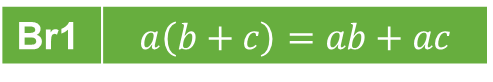 Br1 a(b + c) = ab + ac